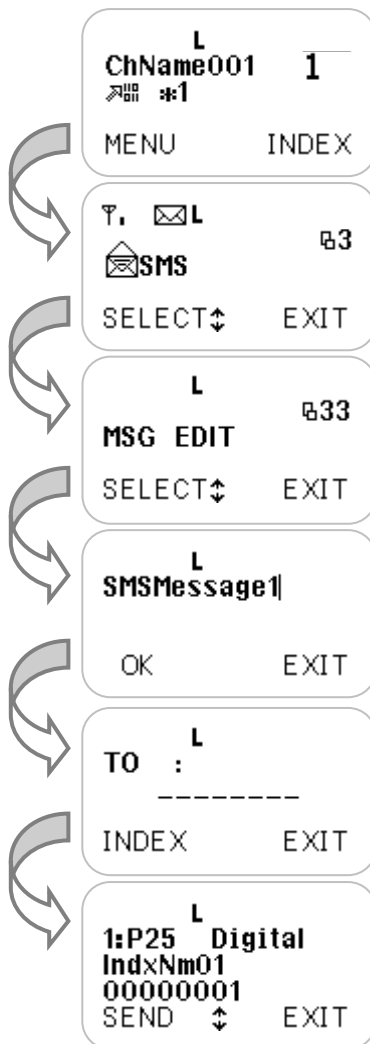 L
ChName001 1
*1
MENU INDEX
L
3
SMS
SELECT EXIT
L
33
MSG EDIT
SELECT EXIT
L
SMSMessage1
OK EXIT
L
TO :
________
INDEX EXIT
L
1:P25 Digital
IndxNm01
00000001
SEND EXIT